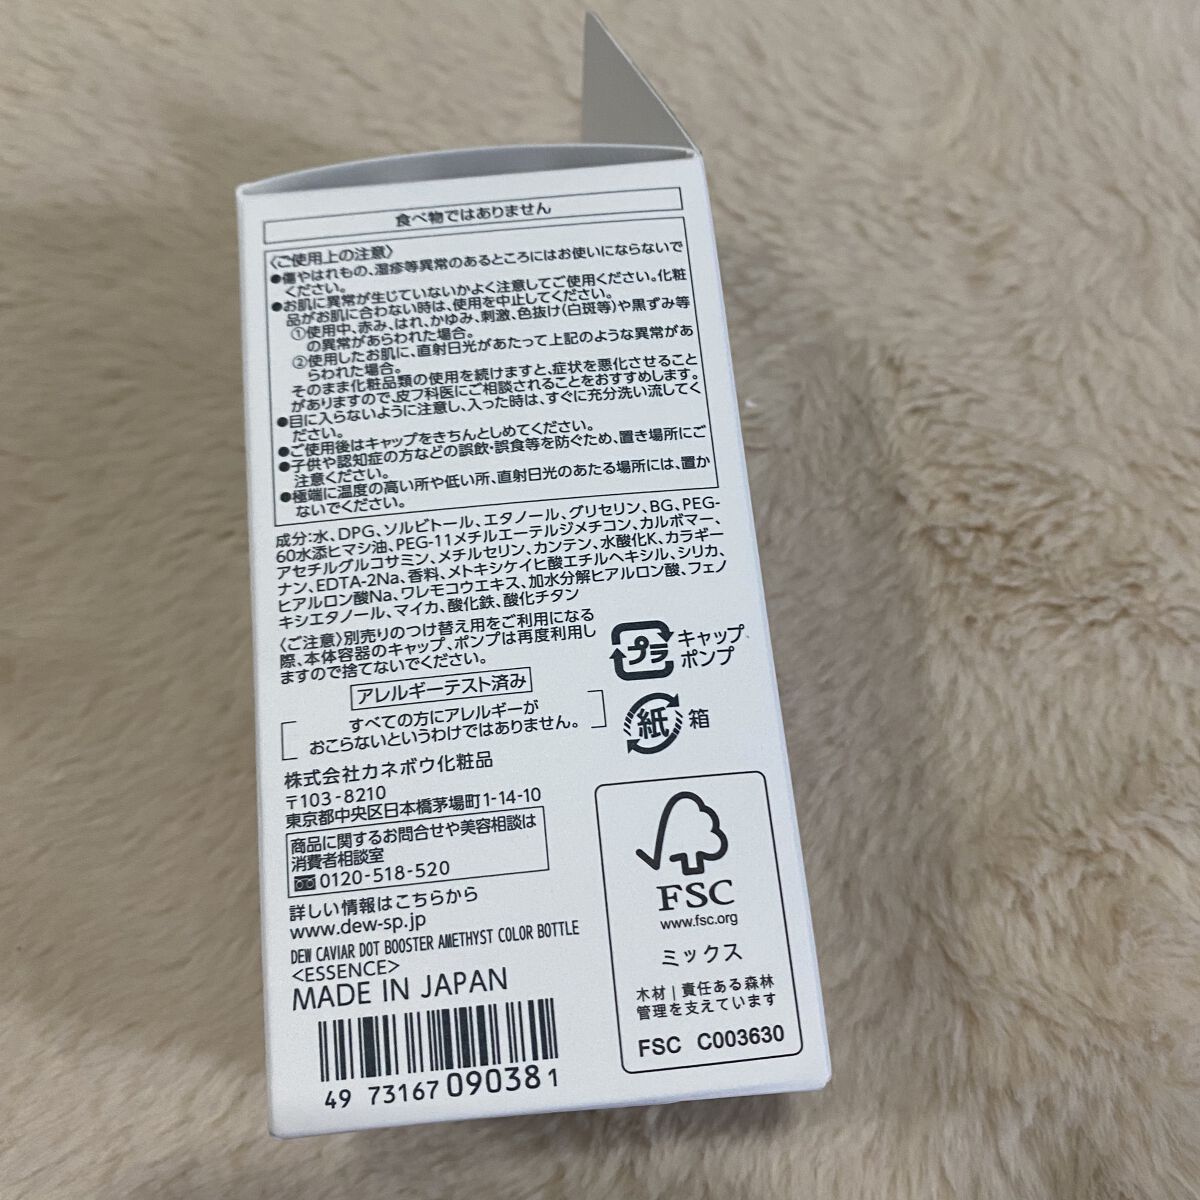 食べ物ではありません
〈ご使用上の注意〉
●傷やはれもの、湿疹等異常のあるところにはお使いにならないで
ください。
●お肌に異常が生じていないかよく注意してご使用ください。化粧
品がお肌に合わない時は、使用を中止してください。
①使用中、赤み、はれ、かゆみ、刺激、色抜け(白斑等)や黒ずみ等
の異常があらわれた場合。
②使用したお肌に、直射日光があたって上記のような異常があ
らわれた場合。
そのまま化粧品類の使用を続けますと、症状を悪化させること
がありますので、皮フ科医にご相談されることをおすすめします。
●目に入らないように注意し、入った時は、すぐに充分洗い流してく
ださい。
●ご使用後はキャップをきちんとしめてください。
●子供や認知症の方などの誤飲・誤食等を防ぐため、置き場所にご
注意ください。
●極端に温度の高い所や低い所、直射日光のあたる場所には、置か
ないでください。
成分:水、DPG、ソルビトール、エタノール、グリセリン、BG、PEG-
60水添ヒマシ油、PEG-11メチルエーテルジメチコン、カルボマー、
アセチルグルコサミン、メチルセリン、カンテン、水酸化K、カラギー
ナン、EDTA-2Na、香料、メトキシケイヒ酸エチルヘキシル、シリカ、
ヒアルロン酸Na、ワレモコウエキス、加水分解ヒアルロン酸、フェノ
キシエタノール、マイカ、酸化鉄、酸化チタン
〈ご注意〉別売りのつけ替え用をご利用になる
際、本体容器のキャップ、ポンプは再度利用し
ますので捨てないでください。
アレルギーテスト済み
すべての方にアレルギーが
おこらないというわけではありません。
プラ キャップ
ポンプ
紙 箱
株式会社カネボウ化粧品
〒103-8210
東京都中央区日本橋茅場町1-14-10
商品に関するお問合せや美容相談は
消費者相談室
0120-518-520
詳しい情報はこちらから
www.dew-sp.jp
DEW CAVIAR DOT BOOSTER AMETHYST COLOR BOTTLE
<ESSENCE>
MADE IN JAPAN
49 73167 090381
FSC
www.fsc.org
ミックス
木材|責任ある森林
管理を支えています
FSC C003630